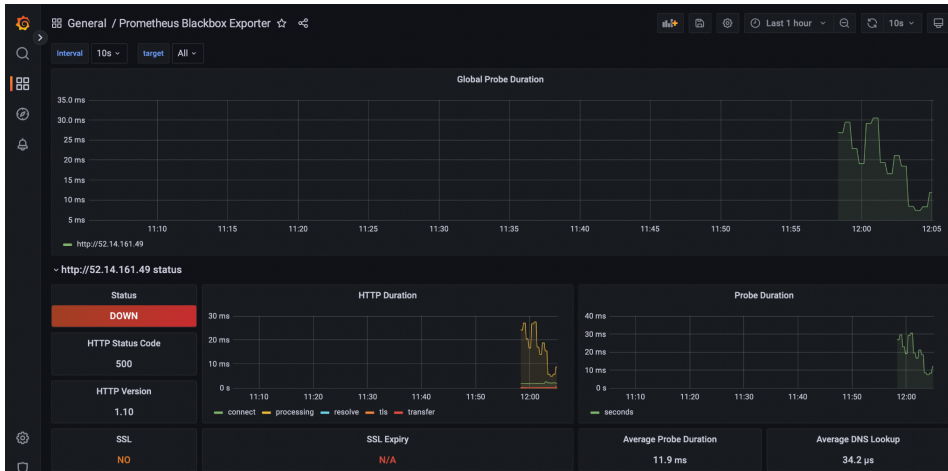 General / Prometheus Blackbox Exporter
Last 1 hour
10s
Interval
10s
target
All
Global Probe Duration
35.0 ms
30.0 ms
25 ms
20 ms
15 ms
10 ms
5 ms
11:10 11:15 11:20 11:25 11:30 11:35 11:40 11:45 11:50 11:55 12:00 12:05
http://52.14.161.49
http://52.14.161.49 status
Status
DOWN
HTTP Status Code
500
HTTP Version
1.10
SSL
NO
HTTP Duration
30 ms
20 ms
10 ms
0 s
11:10 11:20 11:30 11:40 11:50 12:00
connect processing resolve tls transfer
Probe Duration
40 ms
30 ms
20 ms
10 ms
0 s
11:10 11:20 11:30 11:40 11:50 12:00
seconds
SSL Expiry
N/A
Average Probe Duration
11.9 ms
Average DNS Lookup
34.2 µs